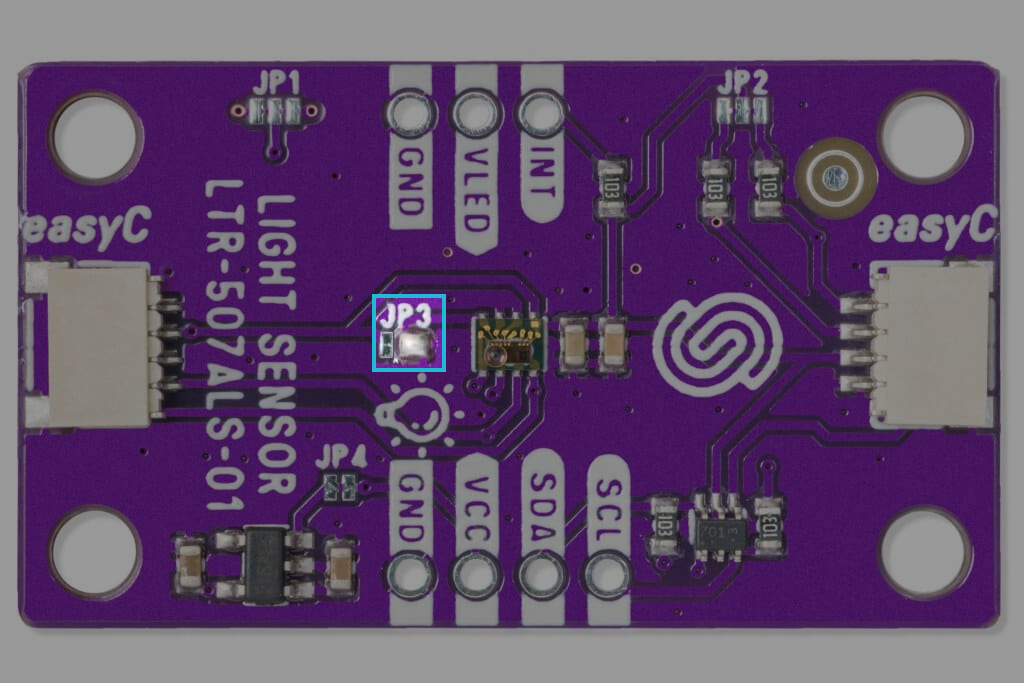 JP1
JP2
GND
VLED
INT
103
103
103
easyC
easyC
LIGHT SENSOR
LTR-507ALS-01
JP3
JP4
GND
VCC
SDA
SCL
103
103